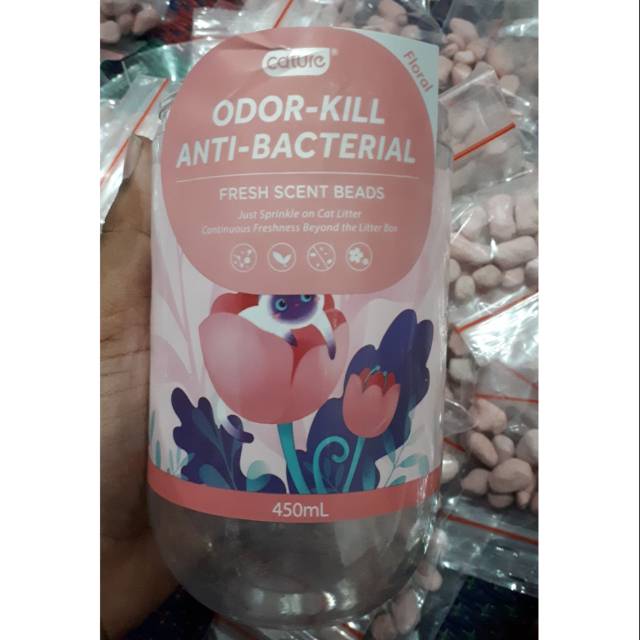 cature®
Floral
ODOR-KILL
ANTI-BACTERIAL
FRESH SCENT BEADS
Just Sprinkle on Cat Litter
Continuous Freshness Beyond the Litter Box
450mL